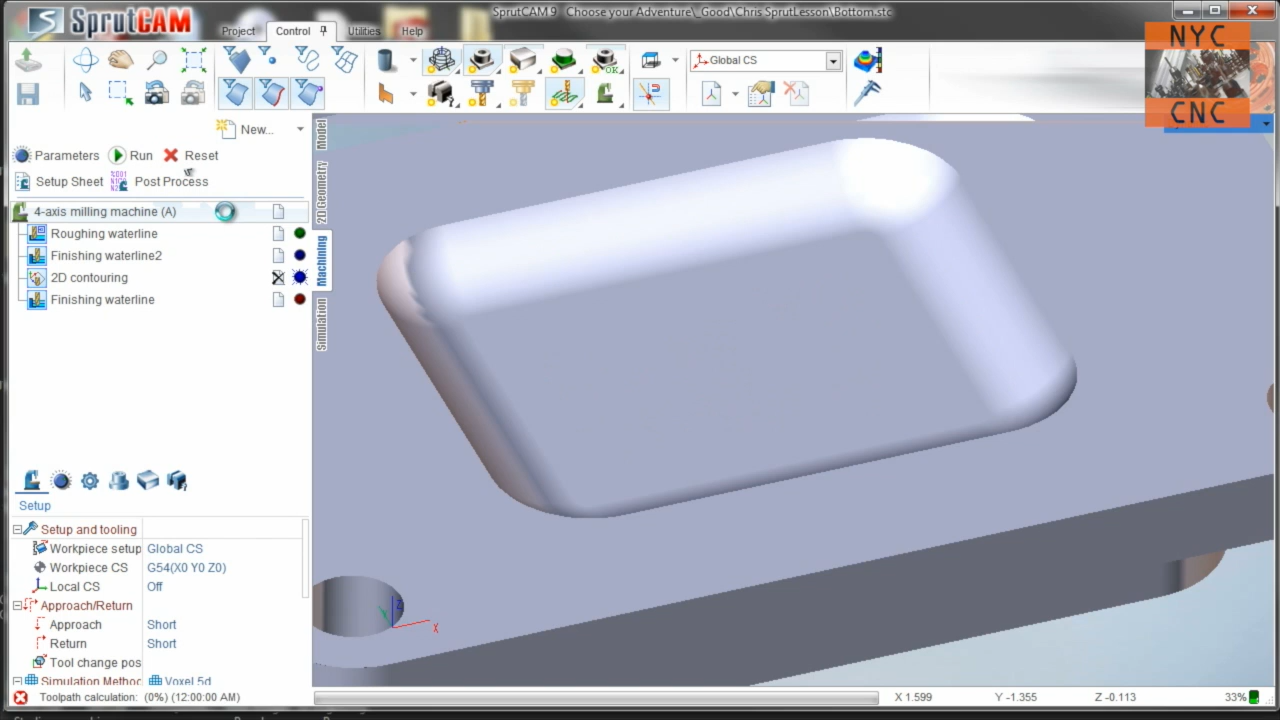 SprutCAM
SprutCAM 9 - Choose your Adventure\_Good\Chris SprutLesson\Bottom.stc
Project Control Utilities Help
NYC
CNC
OK
Global CS
New...
Parameters Run Reset
Setup Sheet Post Process
4-axis milling machine (A)
Roughing waterline
Finishing waterline2
2D contouring
Finishing waterline
Model
2D Geometry
Machining
Simulation
Setup
Setup and tooling
Workpiece setup Global CS
Workpiece CS G54(X0 Y0 Z0)
Local CS Off
Approach/Return
Approach Short
Return Short
Tool change pos
Simulation Method Voxel 5d
X
Z
Toolpath calculation: (0%) (12:00:00 AM)
X 1.599 Y -1.355 Z -0.113 33%